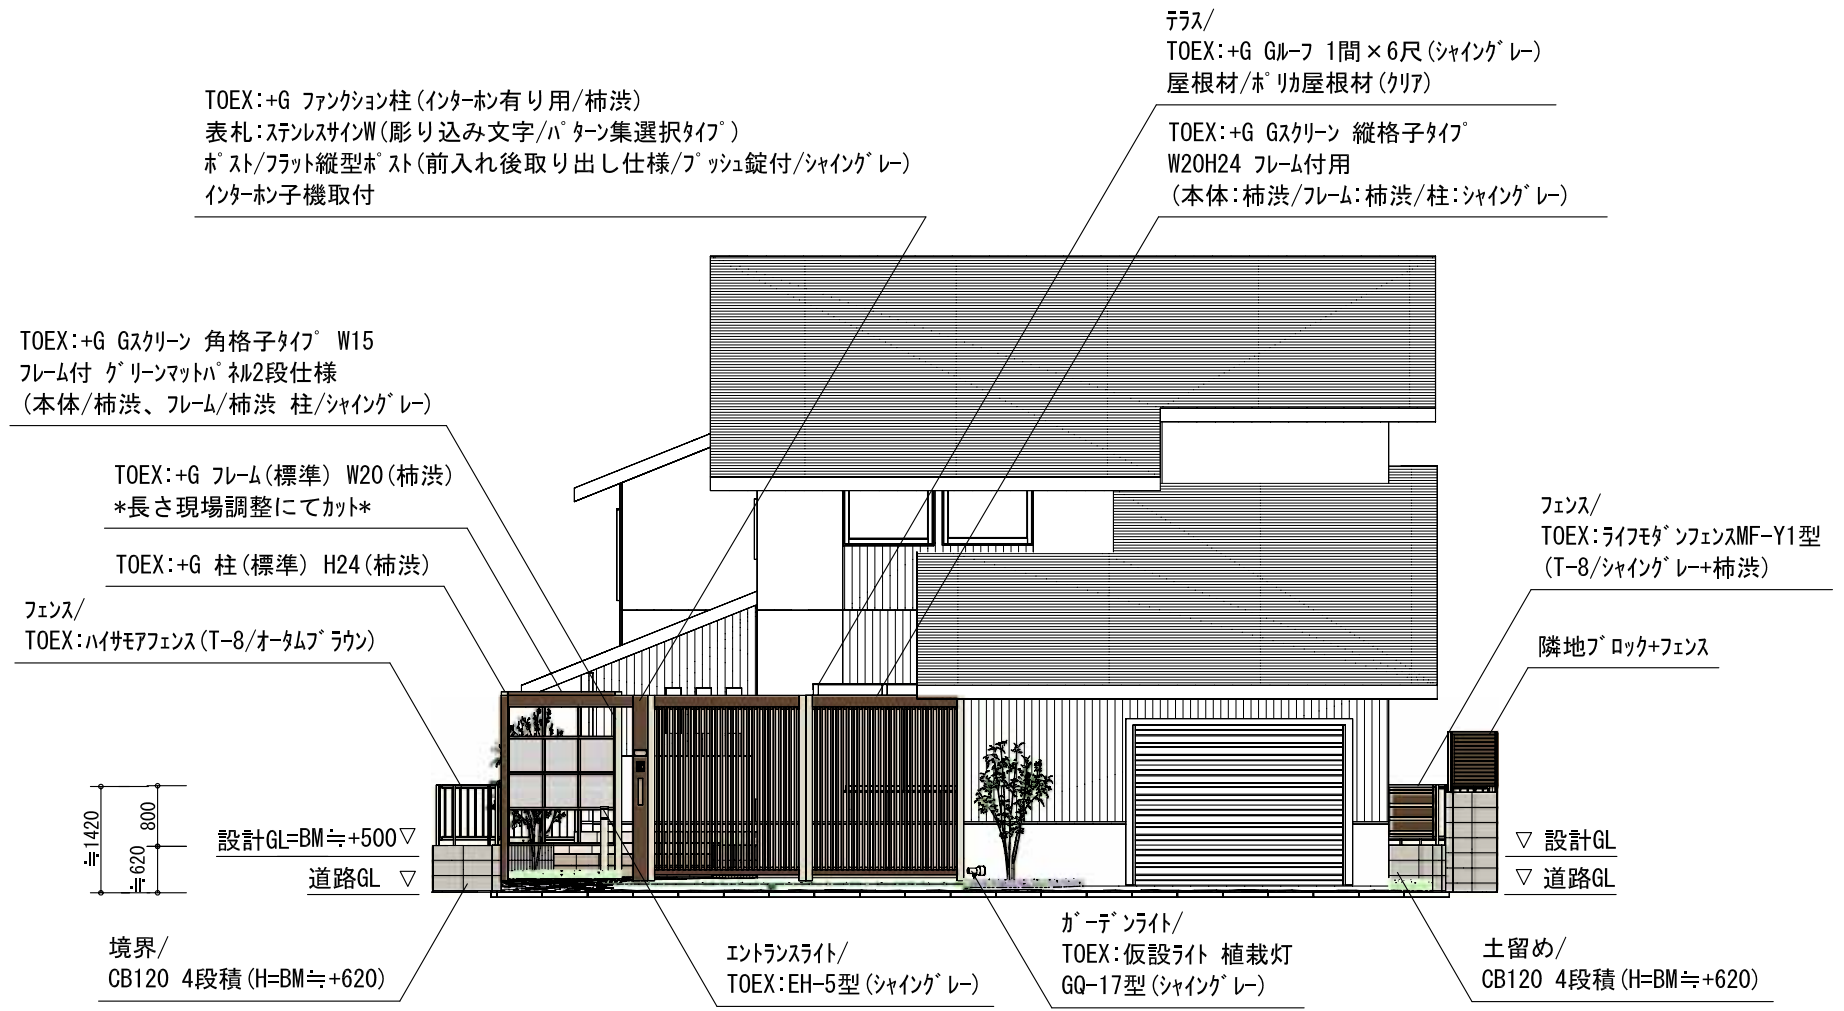 テラス/
TOEX:+G Gルーフ 1間×6尺(シャイングレー)
屋根材/ポリカ屋根材(クリア)
TOEX:+G ファンクション柱(インターホン有り用/柿渋)
表札:ステンレスサインW(彫り込み文字/パターン集選択タイプ)
ポスト/フラット縦型ポスト(前入れ後取り出し仕様/プッシュ錠付/シャイングレー)
インターホン子機取付
TOEX:+G Gスクリーン 縦格子タイプ
W20H24 フレーム付用
(本体:柿渋/フレーム:柿渋/柱:シャイングレー)
TOEX:+G Gスクリーン 角格子タイプ W15
フレーム付 グリーンマットパネル2段仕様
(本体/柿渋、フレーム/柿渋 柱/シャイングレー)
TOEX:+G フレーム(標準) W20(柿渋)
*長さ現場調整にてカット*
TOEX:+G 柱(標準) H24(柿渋)
フェンス/
TOEX:ハイサモアフェンス(T-8/オータムブラウン)
フェンス/
TOEX:ライフモダンフェンスMF-Y1型
(T-8/シャイングレー+柿渋)
隣地ブロック+フェンス
≒1420
800
≒620
設計GL=BM≒+500▽
道路GL ▽
▽ 設計GL
▽ 道路GL
境界/
CB120 4段積(H=BM≒+620)
エントランスライト/
TOEX:EH-5型(シャイングレー)
ガーデンライト/
TOEX:仮設ライト 植栽灯
GQ-17型(シャイングレー)
土留め/
CB120 4段積(H=BM≒+620)